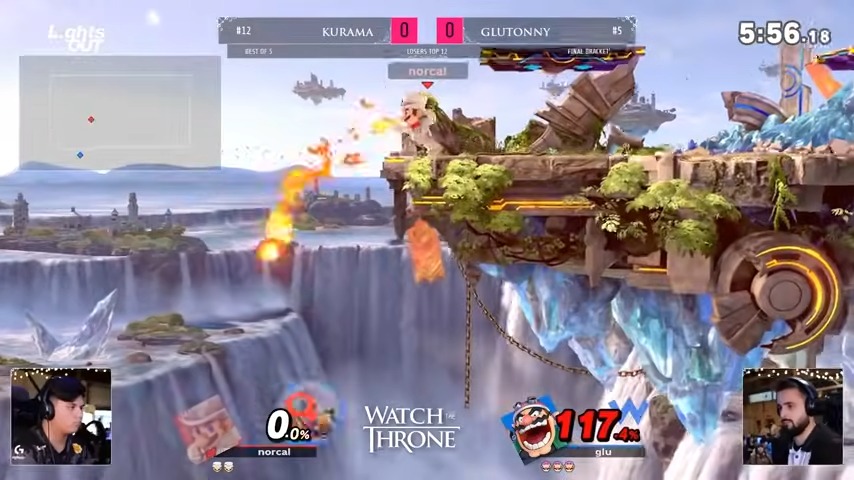 L.ghts OUT
#12 KURAMA 0 0 GLUTONNY #5
BEST OF 5 LOSERS TOP 12 FINAL BRACKET
5:56.18
norcal
0.0%
norcal
WATCH THE THRONE
117.4%
glu